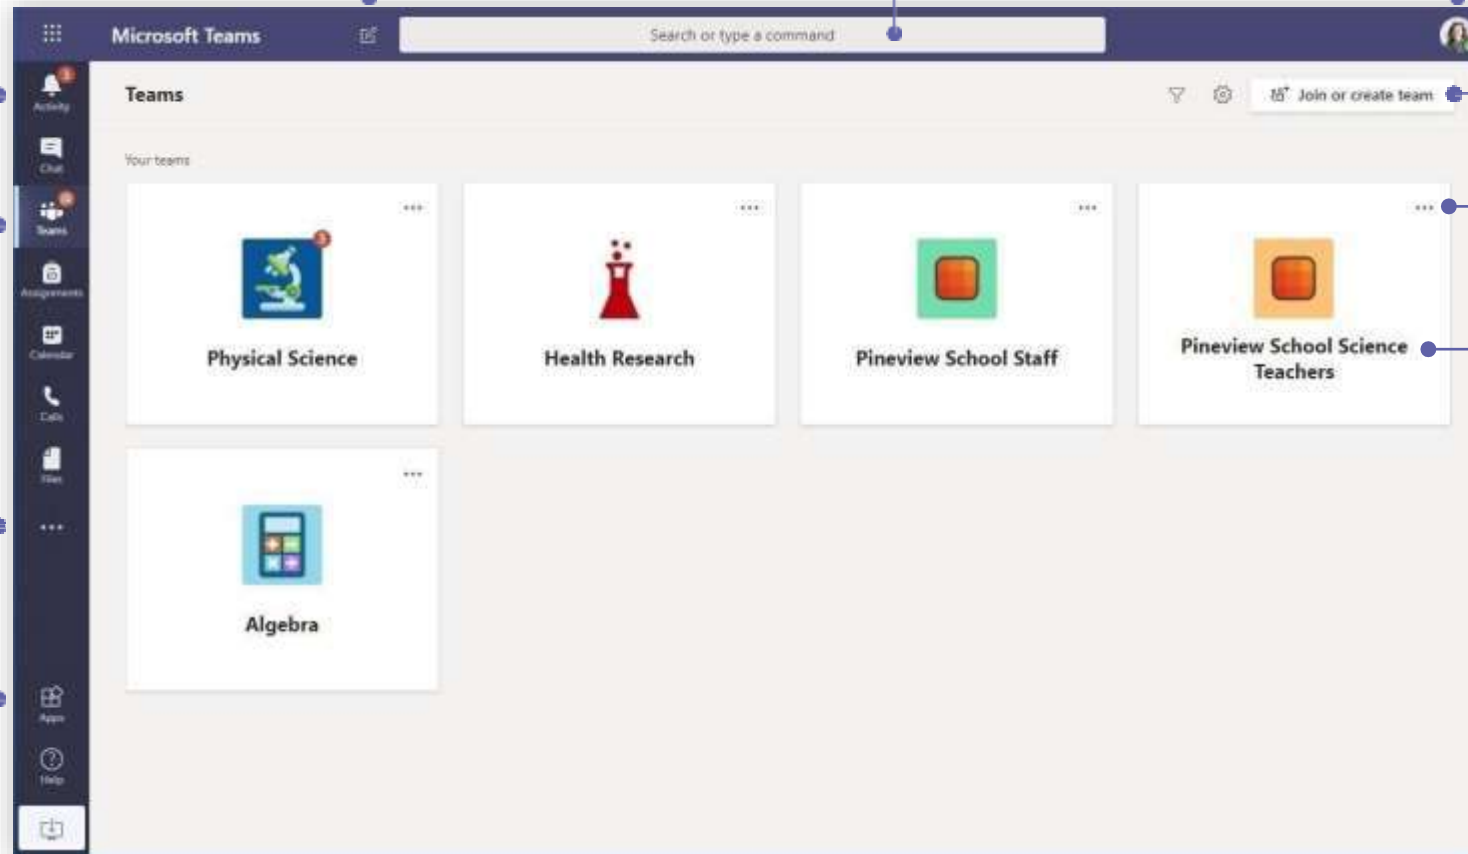 Microsoft Teams
Search or type a command
Activity
Teams
Join or create team
Chat
Your teams
Teams
Assignments
Calendar
Calls
Files
Physical Science
3
Health Research
Pineview School Staff
Pineview School Science
Teachers
Algebra
Apps
Help